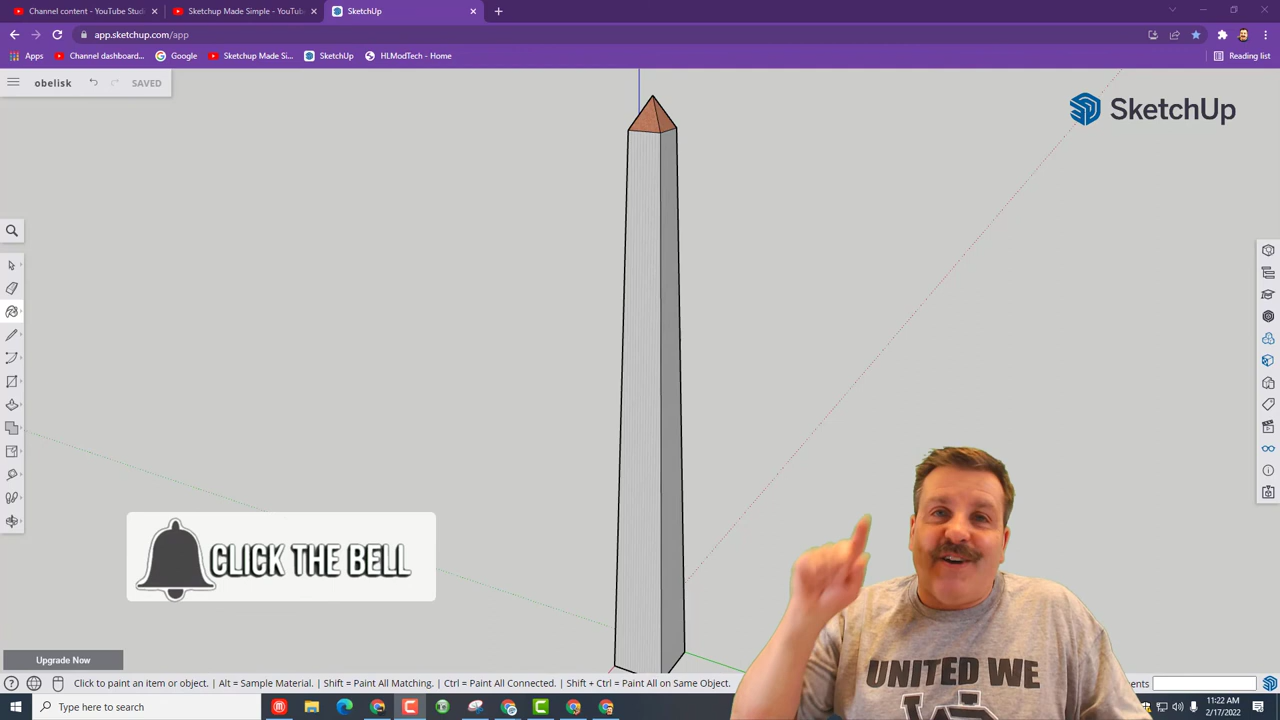 Channel content - YouTube Studi
Sketchup Made Simple - YouTub
SketchUp
app.sketchup.com/app
Apps
Channel dashboard...
Google
Sketchup Made Si...
SketchUp
HLModTech - Home
Reading list
obelisk
SAVED
SketchUp
CLICK THE BELL
UNITED WE
Upgrade Now
Click to paint an item or object. | Alt = Sample Material. | Shift = Paint All Matching. | Ctrl = Paint All Connected. | Shift + Ctrl = Paint All on Same Object.
ents
Type here to search
11:22 AM
2/17/2022